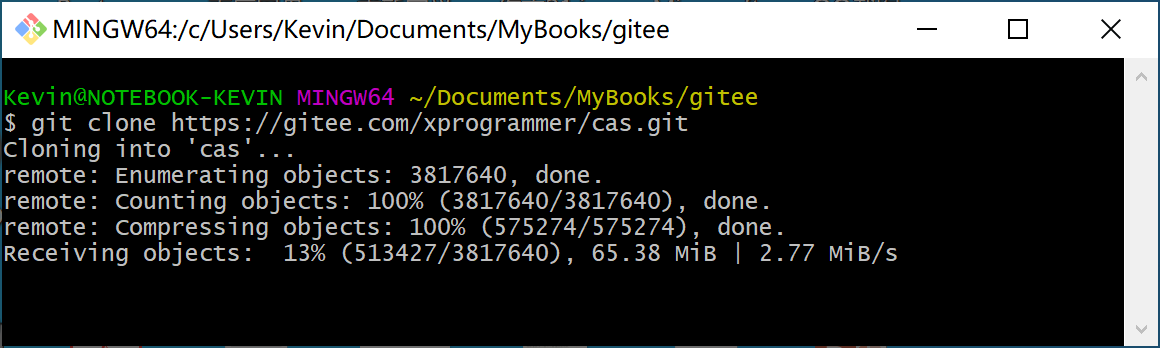 MINGW64:/c/Users/Kevin/Documents/MyBooks/gitee
Kevin@NOTEBOOK-KEVIN MINGW64 ~/Documents/MyBooks/gitee
$ git clone https://gitee.com/xprogrammer/cas.git
Cloning into 'cas'...
remote: Enumerating objects: 3817640, done.
remote: Counting objects: 100% (3817640/3817640), done.
remote: Compressing objects: 100% (575274/575274), done.
Receiving objects:  13% (513427/3817640), 65.38 MiB | 2.77 MiB/s